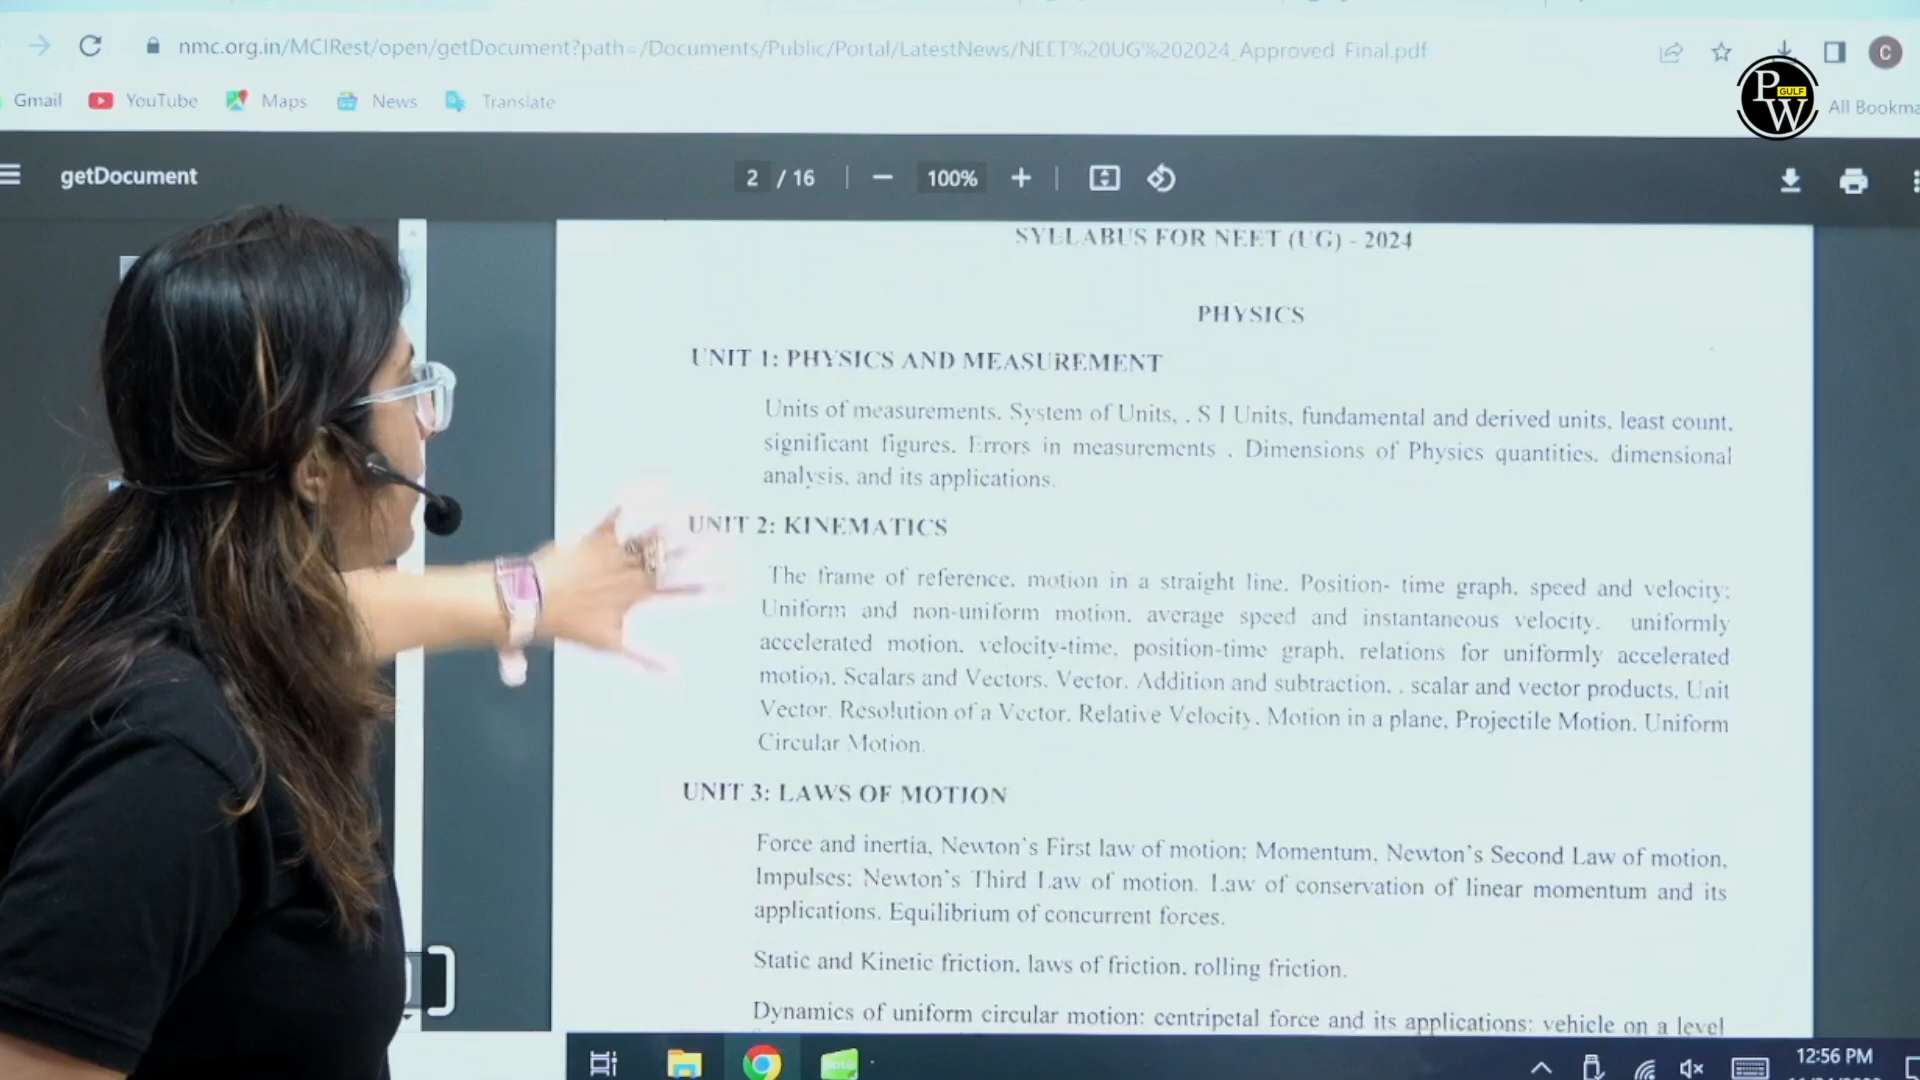 nmc.org.in/MCIRest/open/getDocument?path=/Documents/Public/Portal/LatestNews/NEET%20UG%202024_Approved Final.pdf
C
Gmail YouTube Maps News Translate
P W GULF
All Bookma
getDocument 2 / 16 — 100% +
SYLLABUS FOR NEET (UG) - 2024
PHYSICS
UNIT 1: PHYSICS AND MEASUREMENT
Units of measurements. System of Units, . S I Units, fundamental and derived units, least count,
significant figures. Errors in measurements . Dimensions of Physics quantities. dimensional
analysis, and its applications.
UNIT 2: KINEMATICS
The frame of reference. motion in a straight line. Position- time graph, speed and velocity;
Uniform and non-uniform motion, average speed and instantaneous velocity. uniformly
accelerated motion. velocity-time, position-time graph. relations for uniformly accelerated
motion. Scalars and Vectors. Vector. Addition and subtraction. . scalar and vector products. Unit
Vector. Resolution of a Vector. Relative Velocity. Motion in a plane, Projectile Motion. Uniform
Circular Motion.
UNIT 3: LAWS OF MOTION
Force and inertia, Newton's First law of motion; Momentum, Newton's Second Law of motion,
Impulses; Newton's Third Law of motion. Law of conservation of linear momentum and its
applications. Equilibrium of concurrent forces.
Static and Kinetic friction, laws of friction, rolling friction.
Dynamics of uniform circular motion: centripetal force and its applications: vehicle on a level
12:56 PM